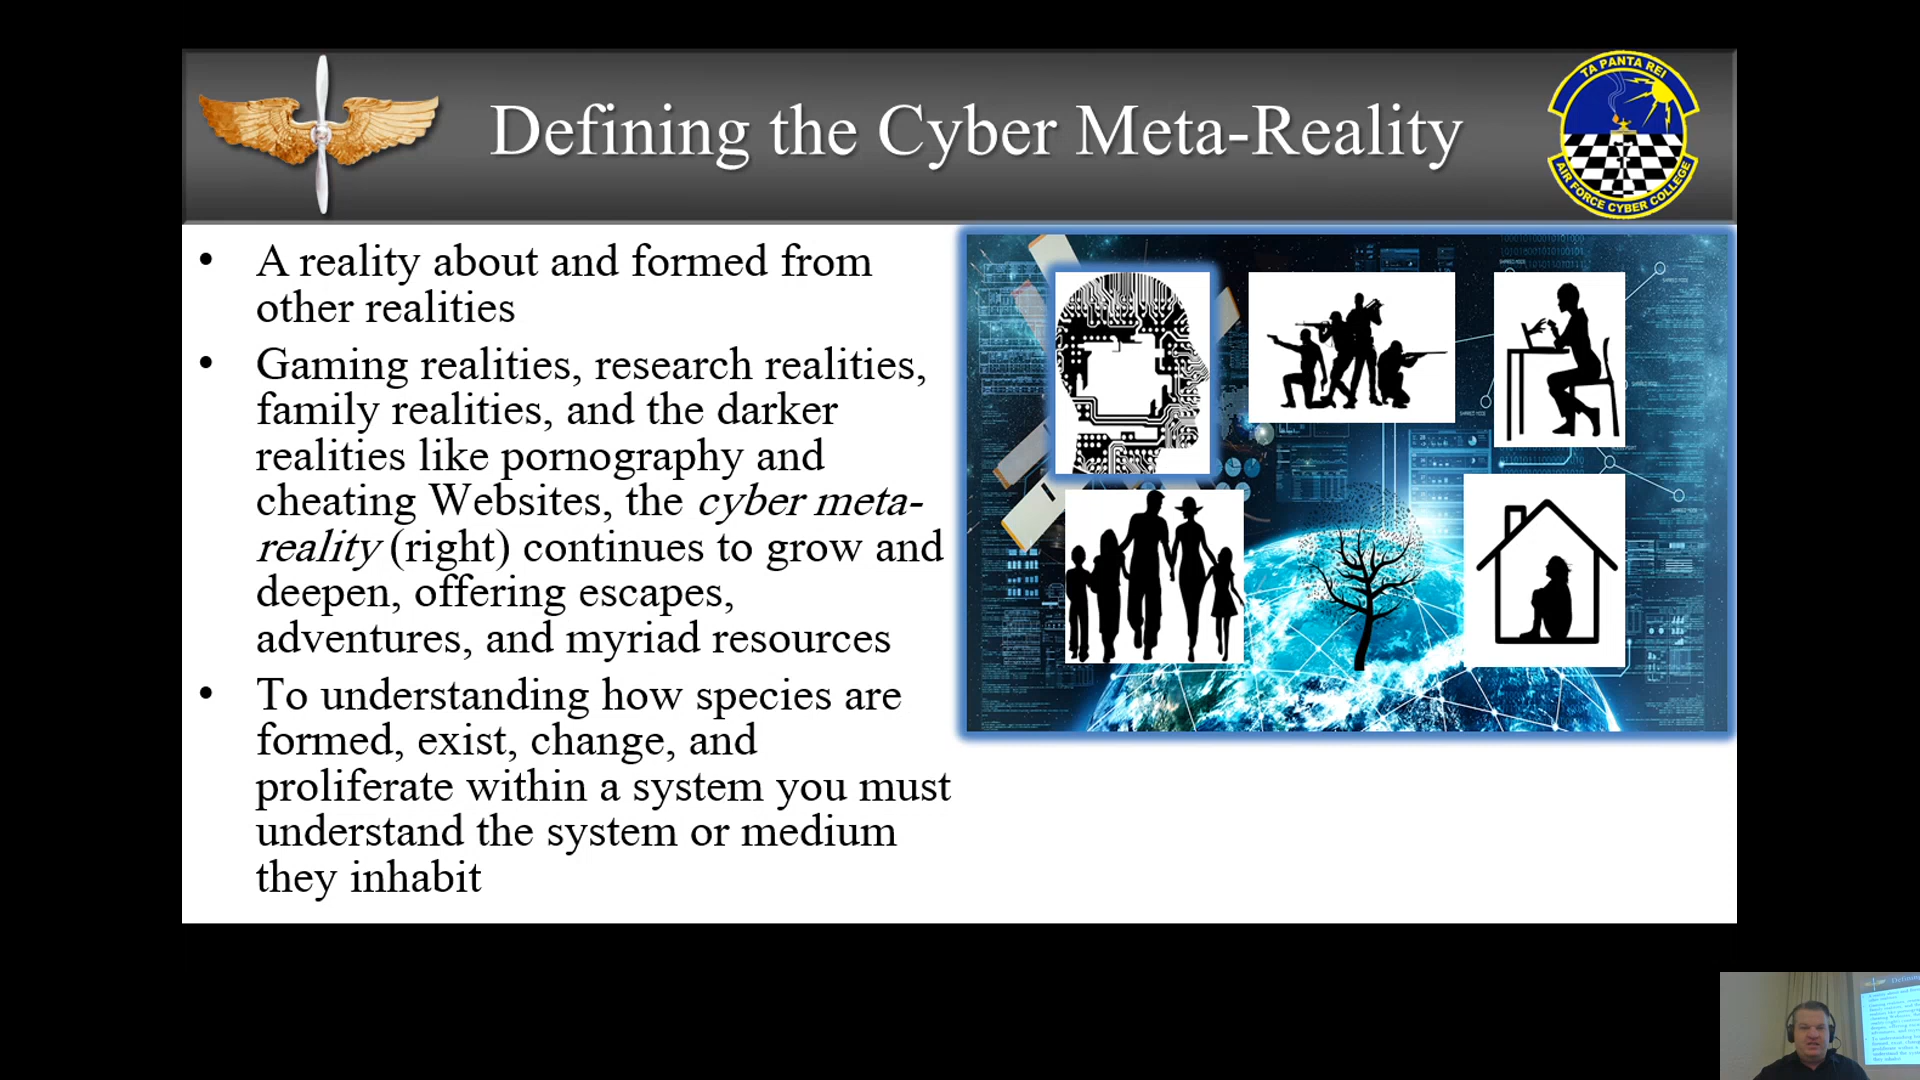 Defining the Cyber Meta-Reality
TA PANTA REI
AIR FORCE CYBER COLLEGE
• A reality about and formed from
other realities
• Gaming realities, research realities,
family realities, and the darker
realities like pornography and
cheating Websites, the cyber meta-
reality (right) continues to grow and
deepen, offering escapes,
adventures, and myriad resources
• To understanding how species are
formed, exist, change, and
proliferate within a system you must
understand the system or medium
they inhabit